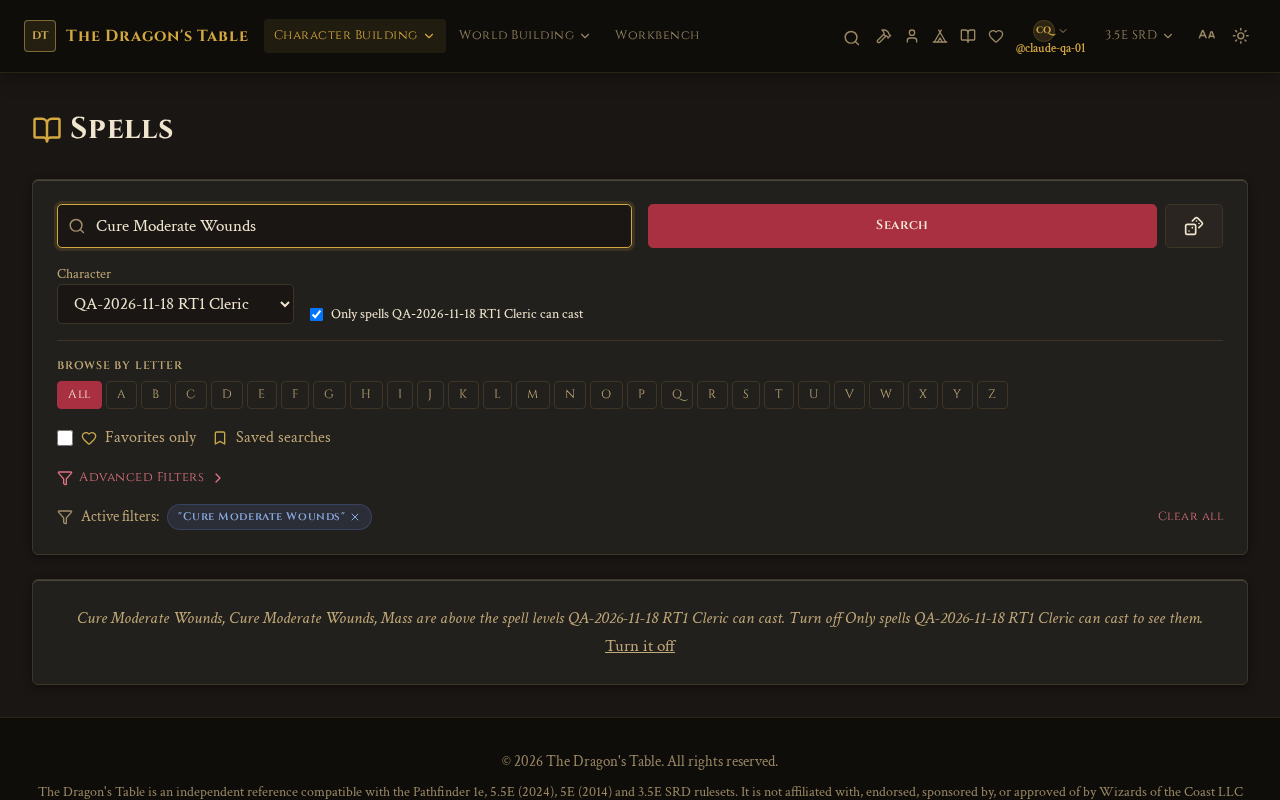 DT The Dragon's Table Character Building World Building Workbench CQ @claude-qa-01 3.5E SRD AA
Spells
Cure Moderate Wounds Search
Character
QA-2026-11-18 RT1 Cleric Only spells QA-2026-11-18 RT1 Cleric can cast
Browse by letter
All A B C D E F G H I J K L M N O P Q R S T U V W X Y Z
Favorites only Saved searches
Advanced Filters
Active filters: "Cure Moderate Wounds" Clear all
Cure Moderate Wounds, Cure Moderate Wounds, Mass are above the spell levels QA-2026-11-18 RT1 Cleric can cast. Turn off Only spells QA-2026-11-18 RT1 Cleric can cast to see them.
Turn it off
© 2026 The Dragon's Table. All rights reserved.
The Dragon's Table is an independent reference compatible with the Pathfinder 1e, 5.5E (2024), 5E (2014) and 3.5E SRD rulesets. It is not affiliated with, endorsed, sponsored by, or approved of by Wizards of the Coast LLC